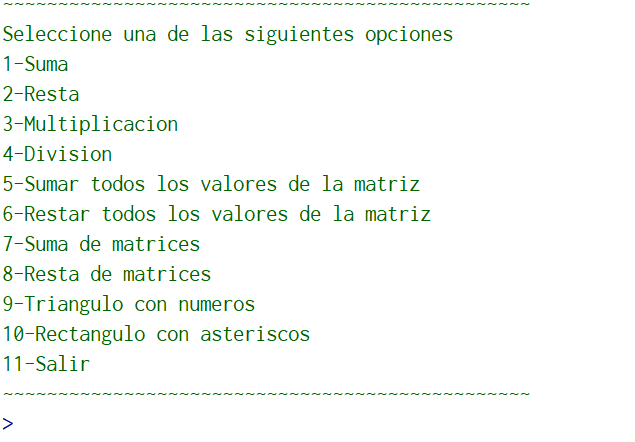 ~~~~~~~~~~~~~~~~~~~~~~~~~~~~~~~~~~~~~~~~~~~~~~~~
Seleccione una de las siguientes opciones
1-Suma
2-Resta
3-Multiplicacion
4-Division
5-Sumar todos los valores de la matriz
6-Restar todos los valores de la matriz
7-Suma de matrices
8-Resta de matrices
9-Triangulo con numeros
10-Rectangulo con asteriscos
11-Salir
~~~~~~~~~~~~~~~~~~~~~~~~~~~~~~~~~~~~~~~~~~~~~~~~
>